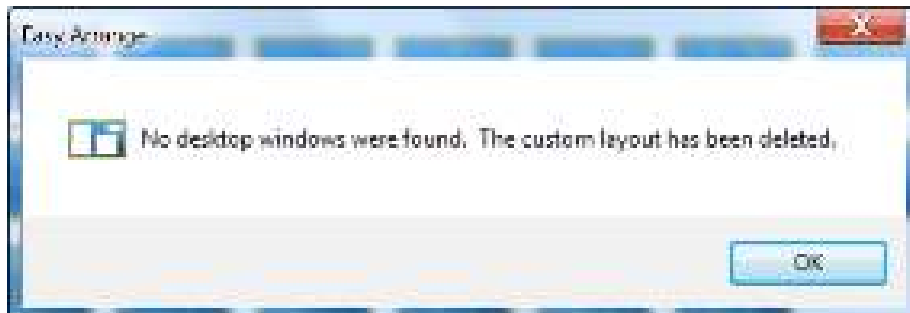 Easy Arrange
No desktop windows were found. The custom layout has been deleted.
OK